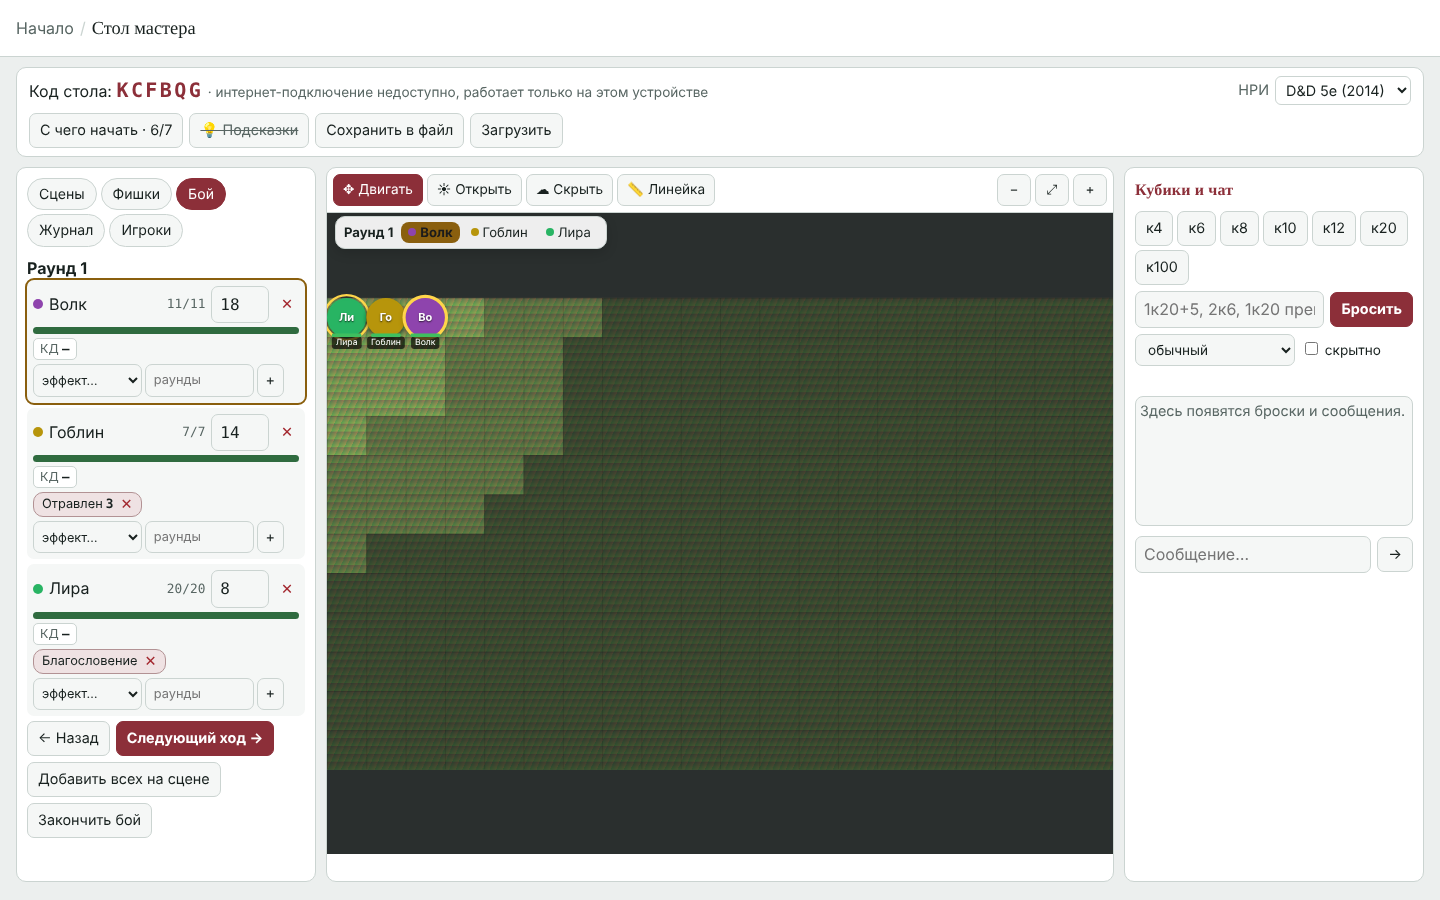 Начало / Стол мастера
Код стола: KCFBQG · интернет-подключение недоступно, работает только на этом устройстве
НРИ D&D 5e (2014)
С чего начать · 6/7 💡 Подсказки Сохранить в файл Загрузить
Сцены Фишки Бой
Журнал Игроки
Раунд 1
Волк 11/11 18 ✕
КД –
эффект... раунды +
Гоблин 7/7 14 ✕
КД –
Отравлен 3 ✕
эффект... раунды +
Лира 20/20 8 ✕
КД –
Благословение ✕
эффект... раунды +
← Назад Следующий ход →
Добавить всех на сцене
Закончить бой
✥ Двигать ☀ Открыть ☁ Скрыть 📏 Линейка − ⤢ +
Раунд 1 Волк Гоблин Лира
Ли Го Во
Лира Гоблин Волк
Кубики и чат
к4 к6 к8 к10 к12 к20
к100
1к20+5, 2к6, 1к20 преи Бросить
обычный скрытно
Здесь появятся броски и сообщения.
Сообщение... →